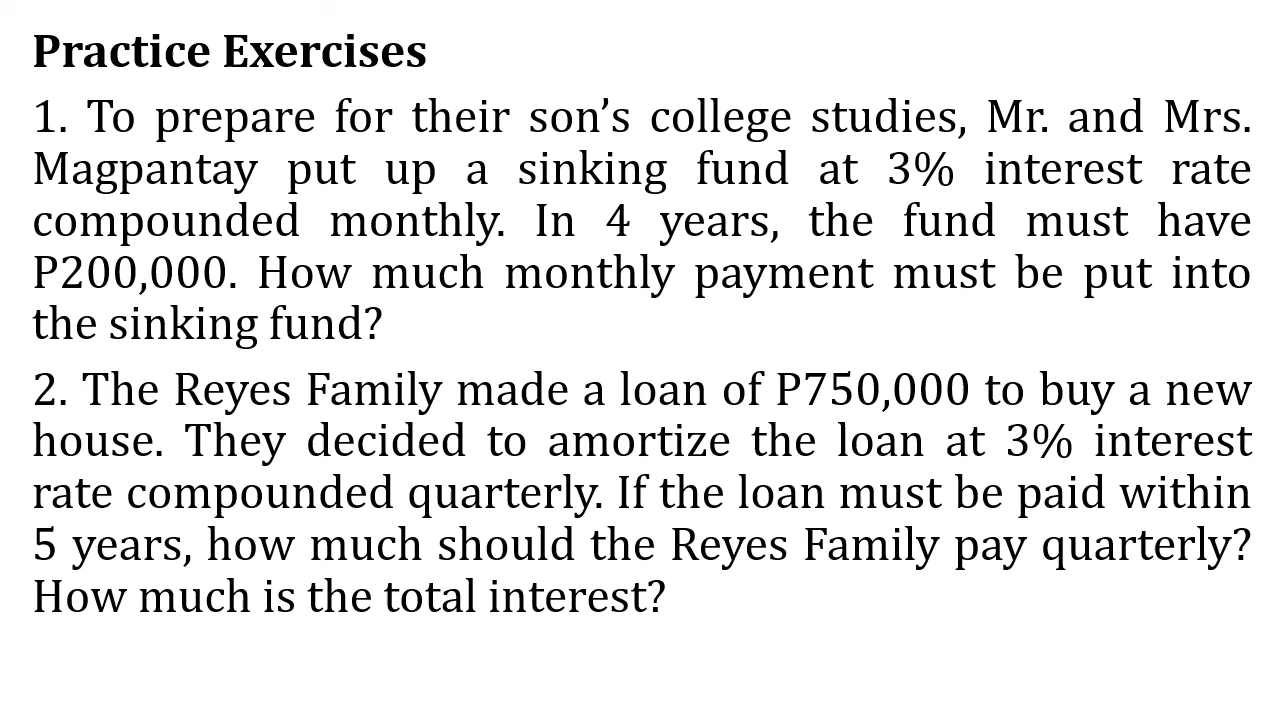 Practice Exercises
1. To prepare for their son’s college studies, Mr. and Mrs.
Magpantay put up a sinking fund at 3% interest rate
compounded monthly. In 4 years, the fund must have
P200,000. How much monthly payment must be put into
the sinking fund?
2. The Reyes Family made a loan of P750,000 to buy a new
house. They decided to amortize the loan at 3% interest
rate compounded quarterly. If the loan must be paid within
5 years, how much should the Reyes Family pay quarterly?
How much is the total interest?